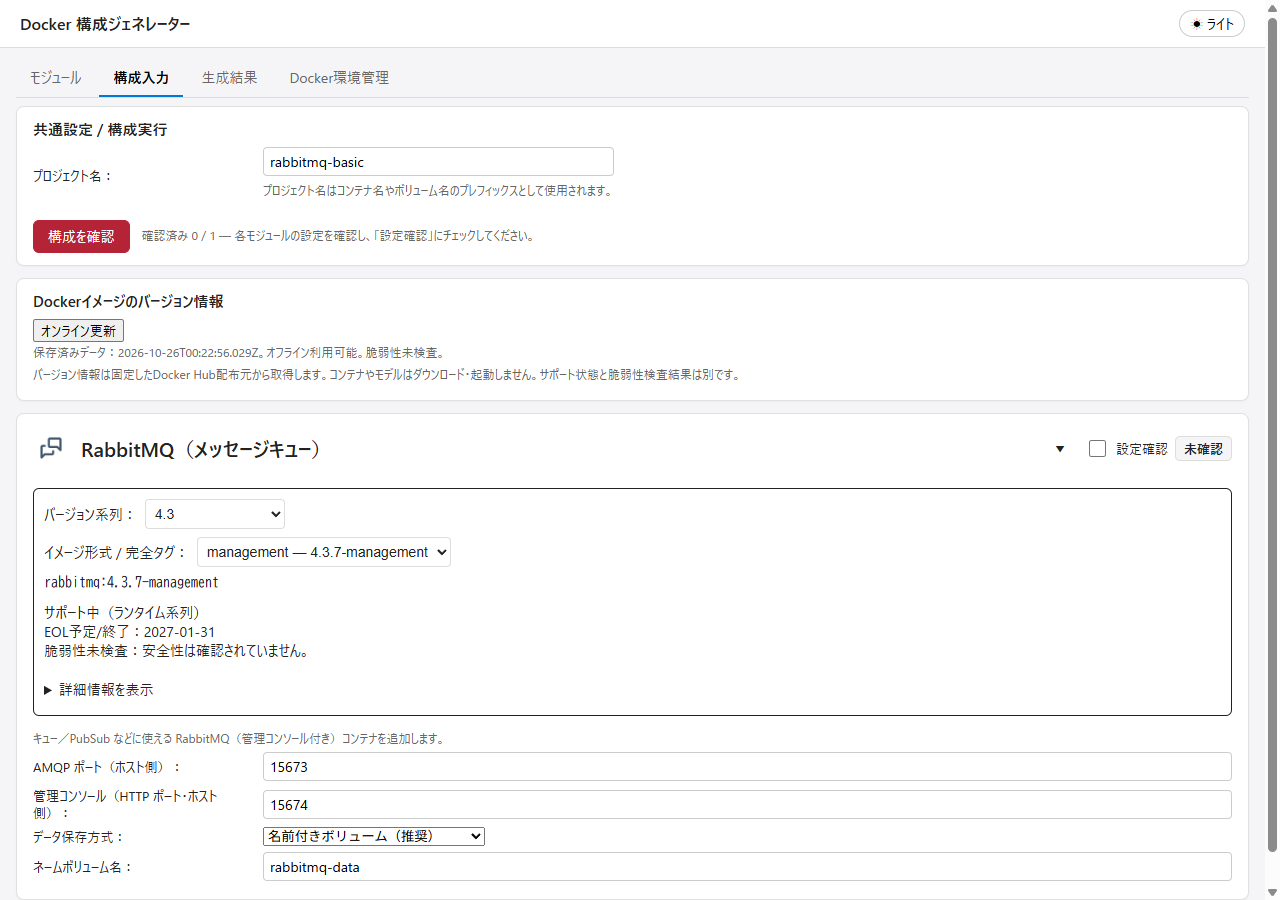 Docker 構成ジェネレーター
ライト
モジュール 構成入力 生成結果 Docker環境管理
共通設定 / 構成実行
プロジェクト名：
rabbitmq-basic
プロジェクト名はコンテナ名やボリューム名のプレフィックスとして使用されます。
構成を確認
確認済み 0 / 1 — 各モジュールの設定を確認し、「設定確認」にチェックしてください。
Dockerイメージのバージョン情報
オンライン更新
保存済みデータ：2026-10-26T00:22:56.029Z。オフライン利用可能。脆弱性未検査。
バージョン情報は固定したDocker Hub配布元から取得します。コンテナやモデルはダウンロード・起動しません。サポート状態と脆弱性検査結果は別です。
RabbitMQ（メッセージキュー）
▼ 設定確認 未確認
バージョン系列： 4.3
イメージ形式 / 完全タグ： management — 4.3.7-management
rabbitmq:4.3.7-management
サポート中（ランタイム系列）
EOL予定/終了：2027-01-31
脆弱性未検査：安全性は確認されていません。
▶ 詳細情報を表示
キュー／PubSub などに使える RabbitMQ（管理コンソール付き）コンテナを追加します。
AMQP ポート（ホスト側）： 15673
管理コンソール（HTTP ポート・ホスト
側）： 15674
データ保存方式： 名前付きボリューム（推奨）
ネームボリューム名： rabbitmq-data